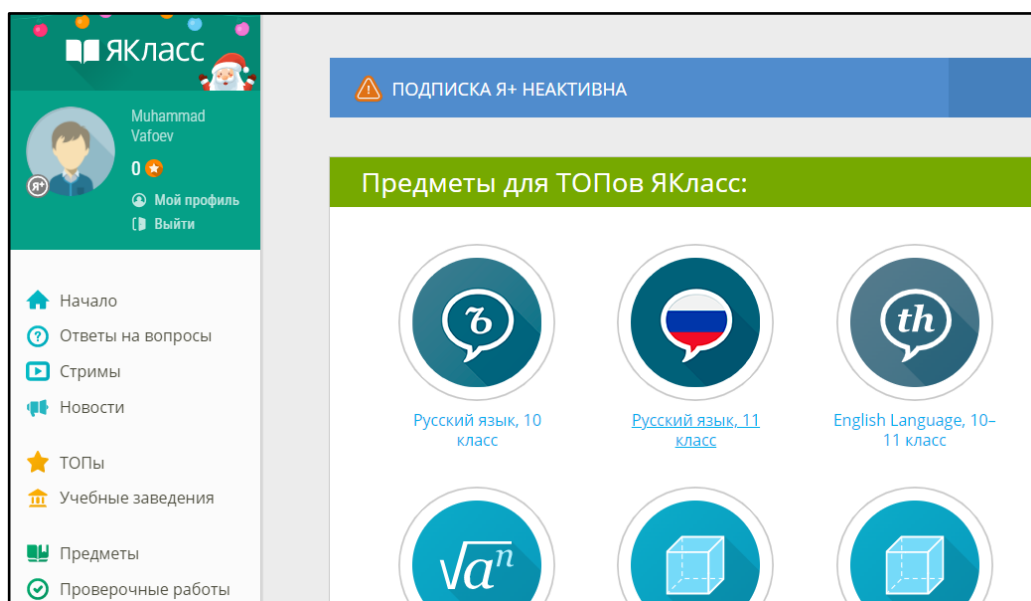 ЯКласс
Muhammad
Vafoev
0
Я+
Мой профиль
Выйти
Начало
Ответы на вопросы
Стримы
Новости
ТОПы
Учебные заведения
Предметы
Проверочные работы
ПОДПИСКА Я+ НЕАКТИВНА
Предметы для ТОПов ЯКласс:
Ъ
th
Русский язык, 10
класс
Русский язык, 11
класс
English Language, 10–
11 класс
√aⁿ